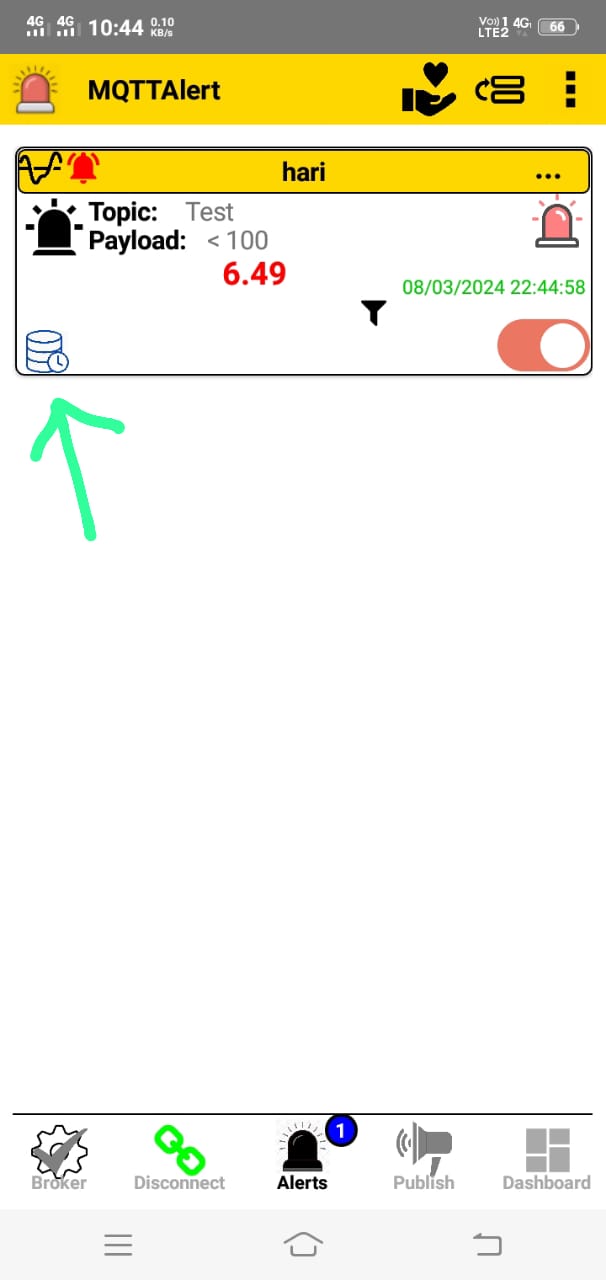 4G 4G 10:44 0.10 KB/s VoI) 1 4G LTE2 66
MQTTAlert
hari ...
Topic: Test
Payload: < 100
6.49
08/03/2024 22:44:58
1
Broker Disconnect Alerts Publish Dashboard